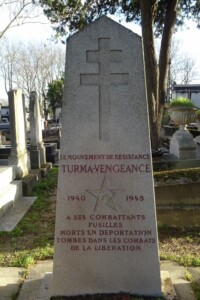 LE MOUVEMENT DE RESISTANCE
TURMA-VENGEANCE
1940 1945
A SES COMBATTANTS
FUSILLES
MORTS EN DEPORTATION
TOMBES DANS LES COMBATS
DE LA LIBERATION